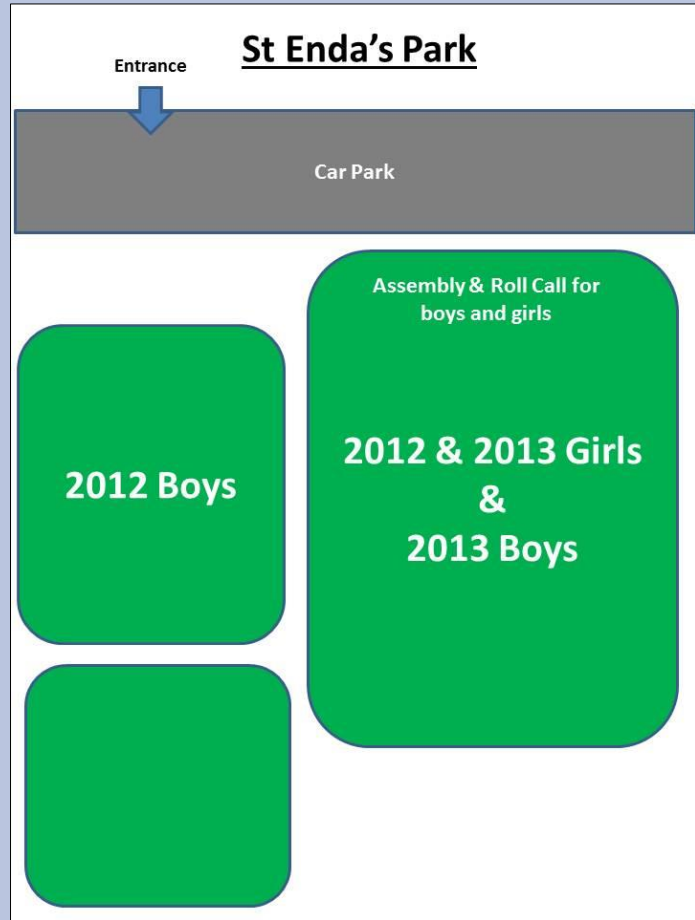 St Enda's Park
Entrance
Car Park
Assembly & Roll Call for
boys and girls
2012 Boys
2012 & 2013 Girls
&
2013 Boys